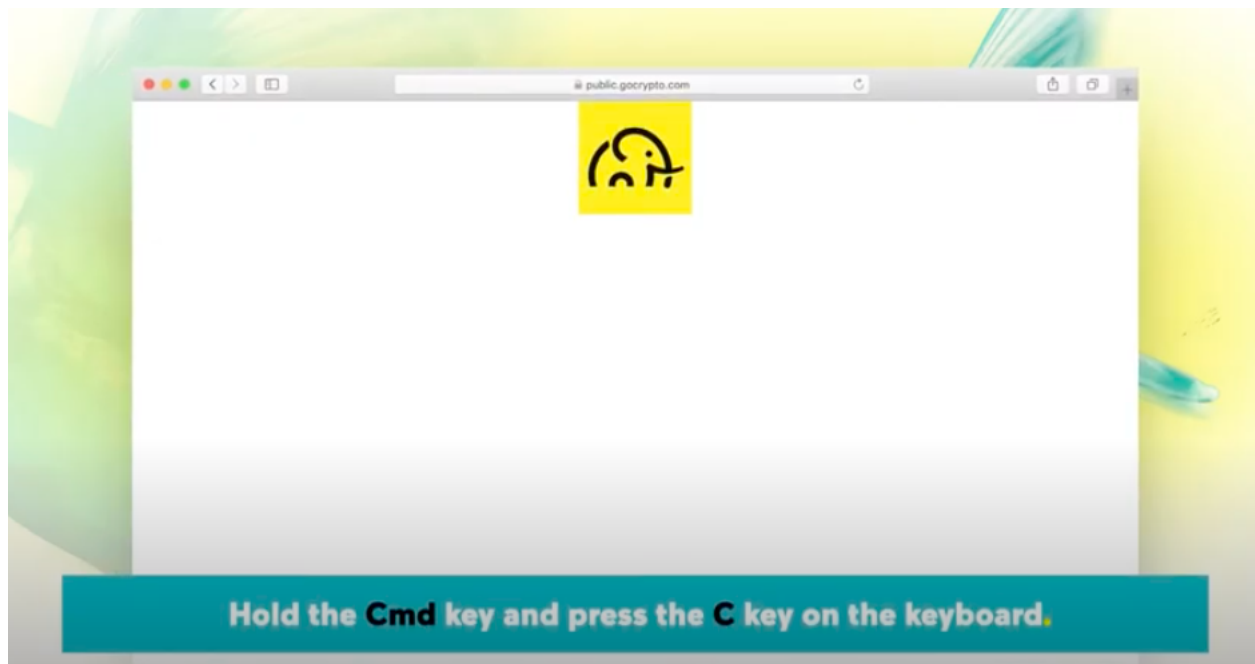 public.gocrypto.com
Hold the Cmd key and press the C key on the keyboard.